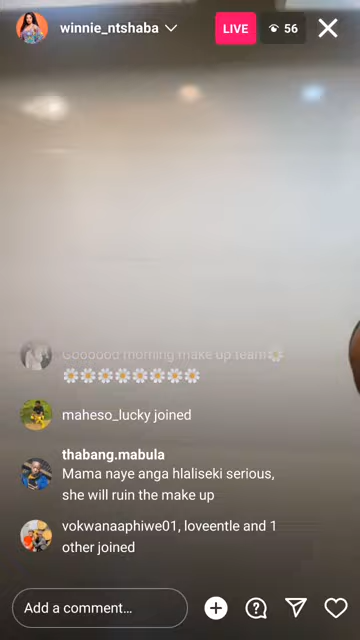 winnie_ntshaba
LIVE
56
Goooood morning make up team🌼
🌼🌼🌼🌼🌼🌼🌼🌼
maheso_lucky joined
thabang.mabula
Mama naye anga hlaliseki serious,
she will ruin the make up
vokwanaaphiwe01, loveentle and 1
other joined
Add a comment...